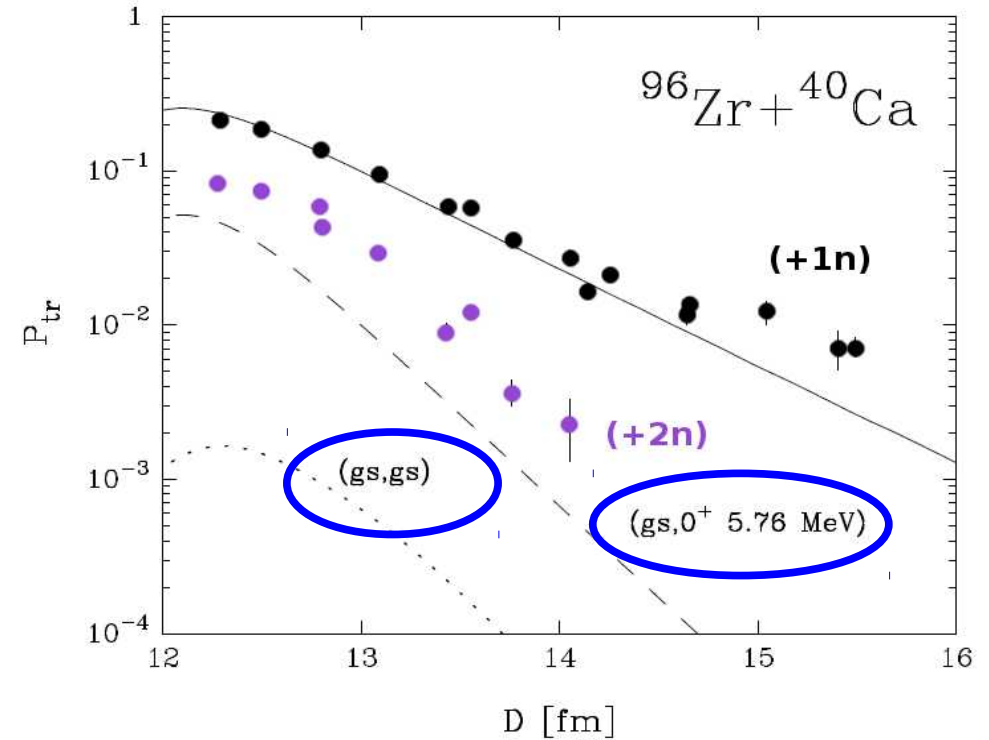 1
⁹⁶Zr+⁴⁰Ca
10⁻¹
(+1n)
10⁻²
P_tr
(+2n)
(gs,gs)
10⁻³
(gs,0⁺ 5.76 MeV)
10⁻⁴
12 13 14 15 16
D [fm]